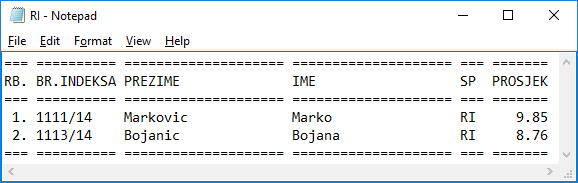 RI - Notepad
File Edit Format View Help
=== ========== ==================== ==================== === =======
RB. BR.INDEKSA PREZIME              IME                  SP  PROSJEK
=== ========== ==================== ==================== === =======
 1. 1111/14    Markovic             Marko                RI     9.85
 2. 1113/14    Bojanic              Bojana               RI     8.76
=== ========== ==================== ==================== === =======